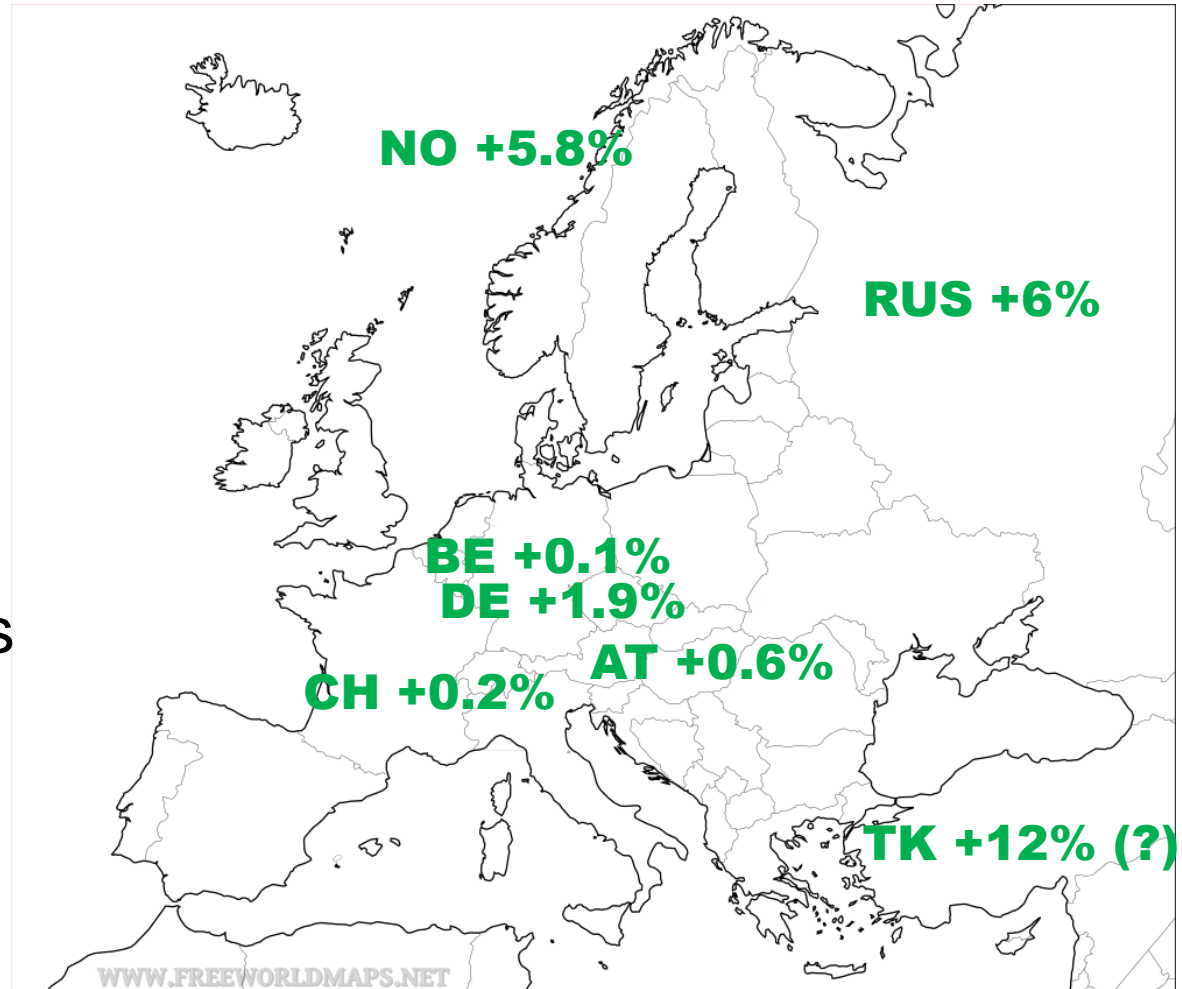 NO +5.8%
RUS +6%
BE +0.1%
DE +1.9%
s
AT +0.6%
CH +0.2%
TK +12% (?)
WWW.FREEWORLDMAPS.NET